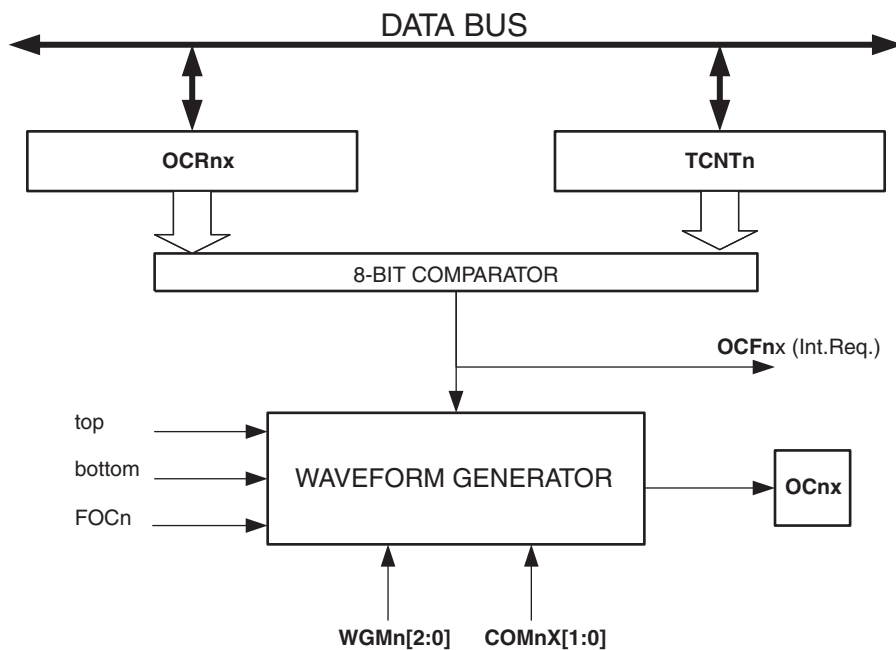 DATA BUS
OCRnx
TCNTn
8-BIT COMPARATOR
OCFnx (Int.Req.)
top
bottom
FOCn
WAVEFORM GENERATOR
OCnx
WGMn[2:0]
COMnX[1:0]